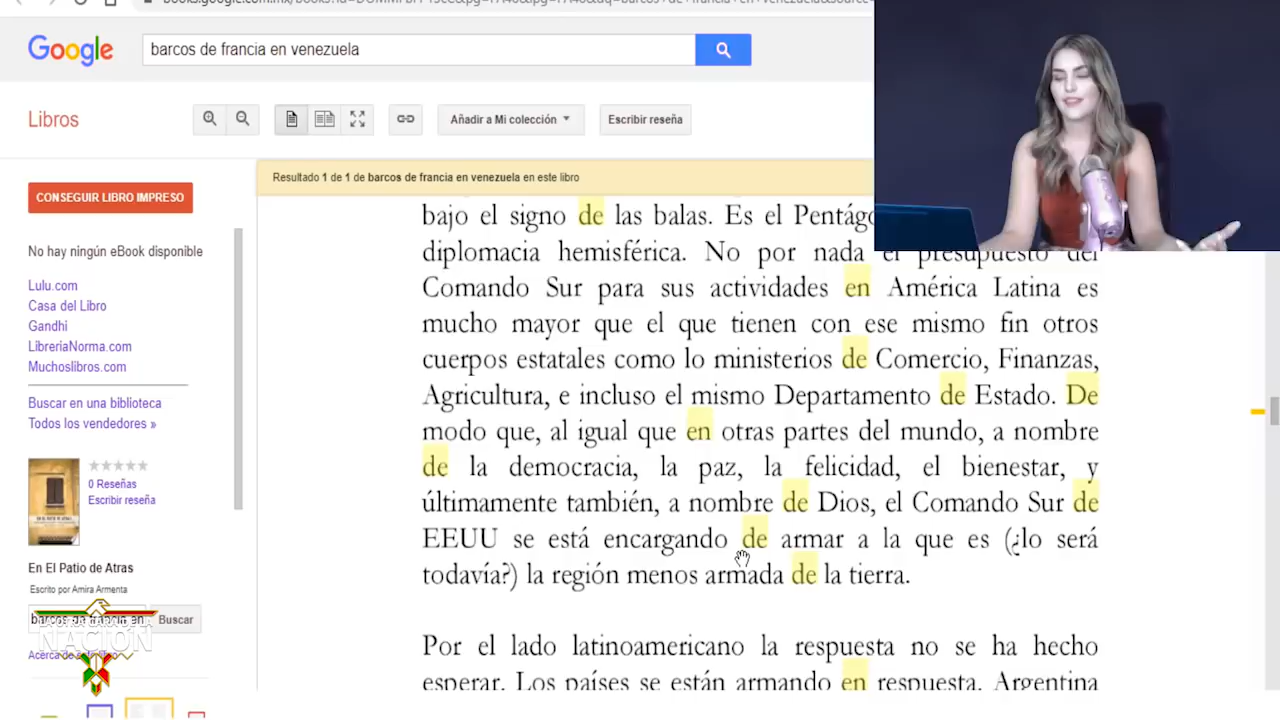 Google
barcos de francia en venezuela
Libros
Añadir a Mi colección
Escribir reseña
Resultado 1 de 1 de barcos de francia en venezuela en este libro
CONSEGUIR LIBRO IMPRESO
No hay ningún eBook disponible
Lulu.com
Casa del Libro
Gandhi
LibreriaNorma.com
Muchoslibros.com
Buscar en una biblioteca
Todos los vendedores »
0 Reseñas
Escribir reseña
En El Patio de Atras
Escrito por Amira Armenta
Buscar
NACIÓN
bajo el signo de las balas. Es el
diplomacia hemisférica. No por nada el presupuesto del
Comando Sur para sus actividades en América Latina es
mucho mayor que el que tienen con ese mismo fin otros
cuerpos estatales como lo ministerios de Comercio, Finanzas,
Agricultura, e incluso el mismo Departamento de Estado. De
modo que, al igual que en otras partes del mundo, a nombre
de la democracia, la paz, la felicidad, el bienestar, y
últimamente también, a nombre de Dios, el Comando Sur de
EEUU se está encargando de armar a la que es (¿lo será
todavía?) la región menos armada de la tierra.
Por el lado latinoamericano la respuesta no se ha hecho
esperar. Los países se están armando en respuesta. Argentina